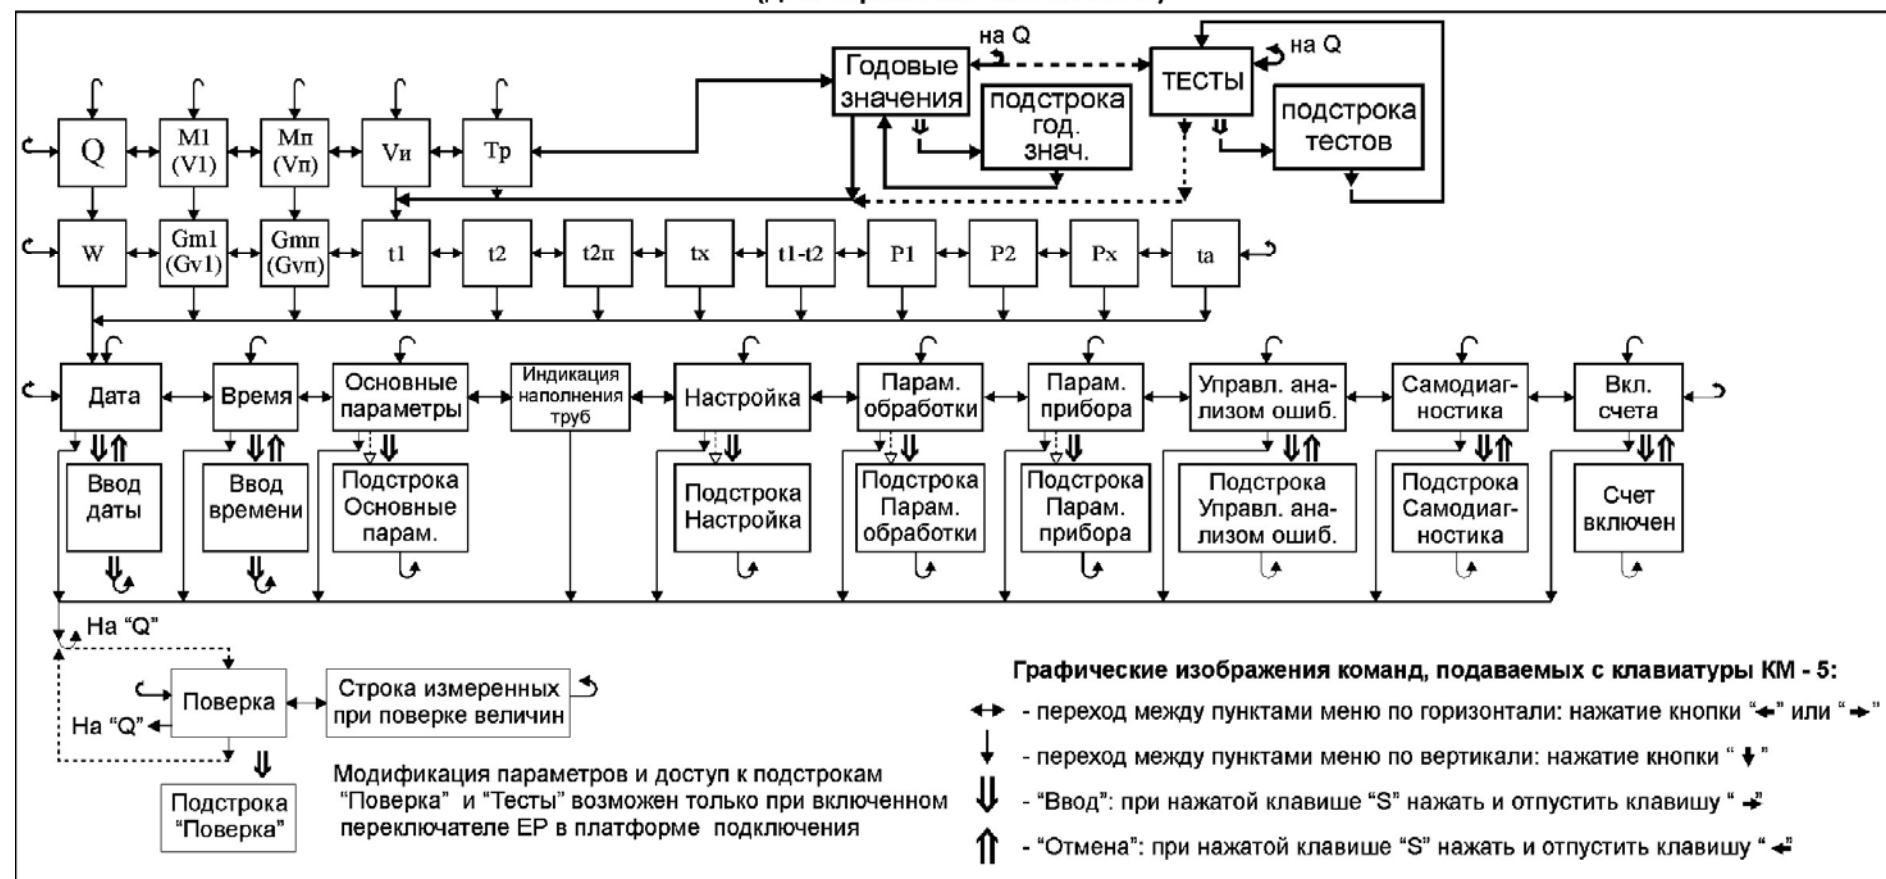 на Q
на Q
Годовые
значения
ТЕСТЫ
подстрока
год.
знач.
подстрока
тестов
Q
М1
(V1)
Мп
(Vп)
Vи
Тр
W
Gm1
(Gv1)
Gmп
(Gvп)
t1
t2
t2п
tx
t1-t2
P1
P2
Px
ta
Дата
Время
Основные
параметры
Индикация
наполнения
труб
Настройка
Парам.
обработки
Парам.
прибора
Управл. ана-
лизом ошиб.
Самодиаг-
ностика
Вкл.
счета
Ввод
даты
Ввод
времени
Подстрока
Основные
парам.
Подстрока
Настройка
Подстрока
Парам.
обработки
Подстрока
Парам.
прибора
Подстрока
Управл. ана-
лизом ошиб.
Подстрока
Самодиаг-
ностика
Счет
включен
На “Q”
Поверка
Строка измеренных
при поверке величин
На “Q”
Подстрока
“Поверка”
Модификация параметров и доступ к подстрокам
“Поверка” и “Тесты” возможен только при включенном
переключателе ЕР в платформе подключения
Графические изображения команд, подаваемых с клавиатуры КМ - 5:
↔ - переход между пунктами меню по горизонтали: нажатие кнопки “←” или “→”
↓ - переход между пунктами меню по вертикали: нажатие кнопки “↓”
⇓ - “Ввод”: при нажатой клавише “S” нажать и отпустить клавишу “→”
⇑ - “Отмена”: при нажатой клавише “S” нажать и отпустить клавишу “←”